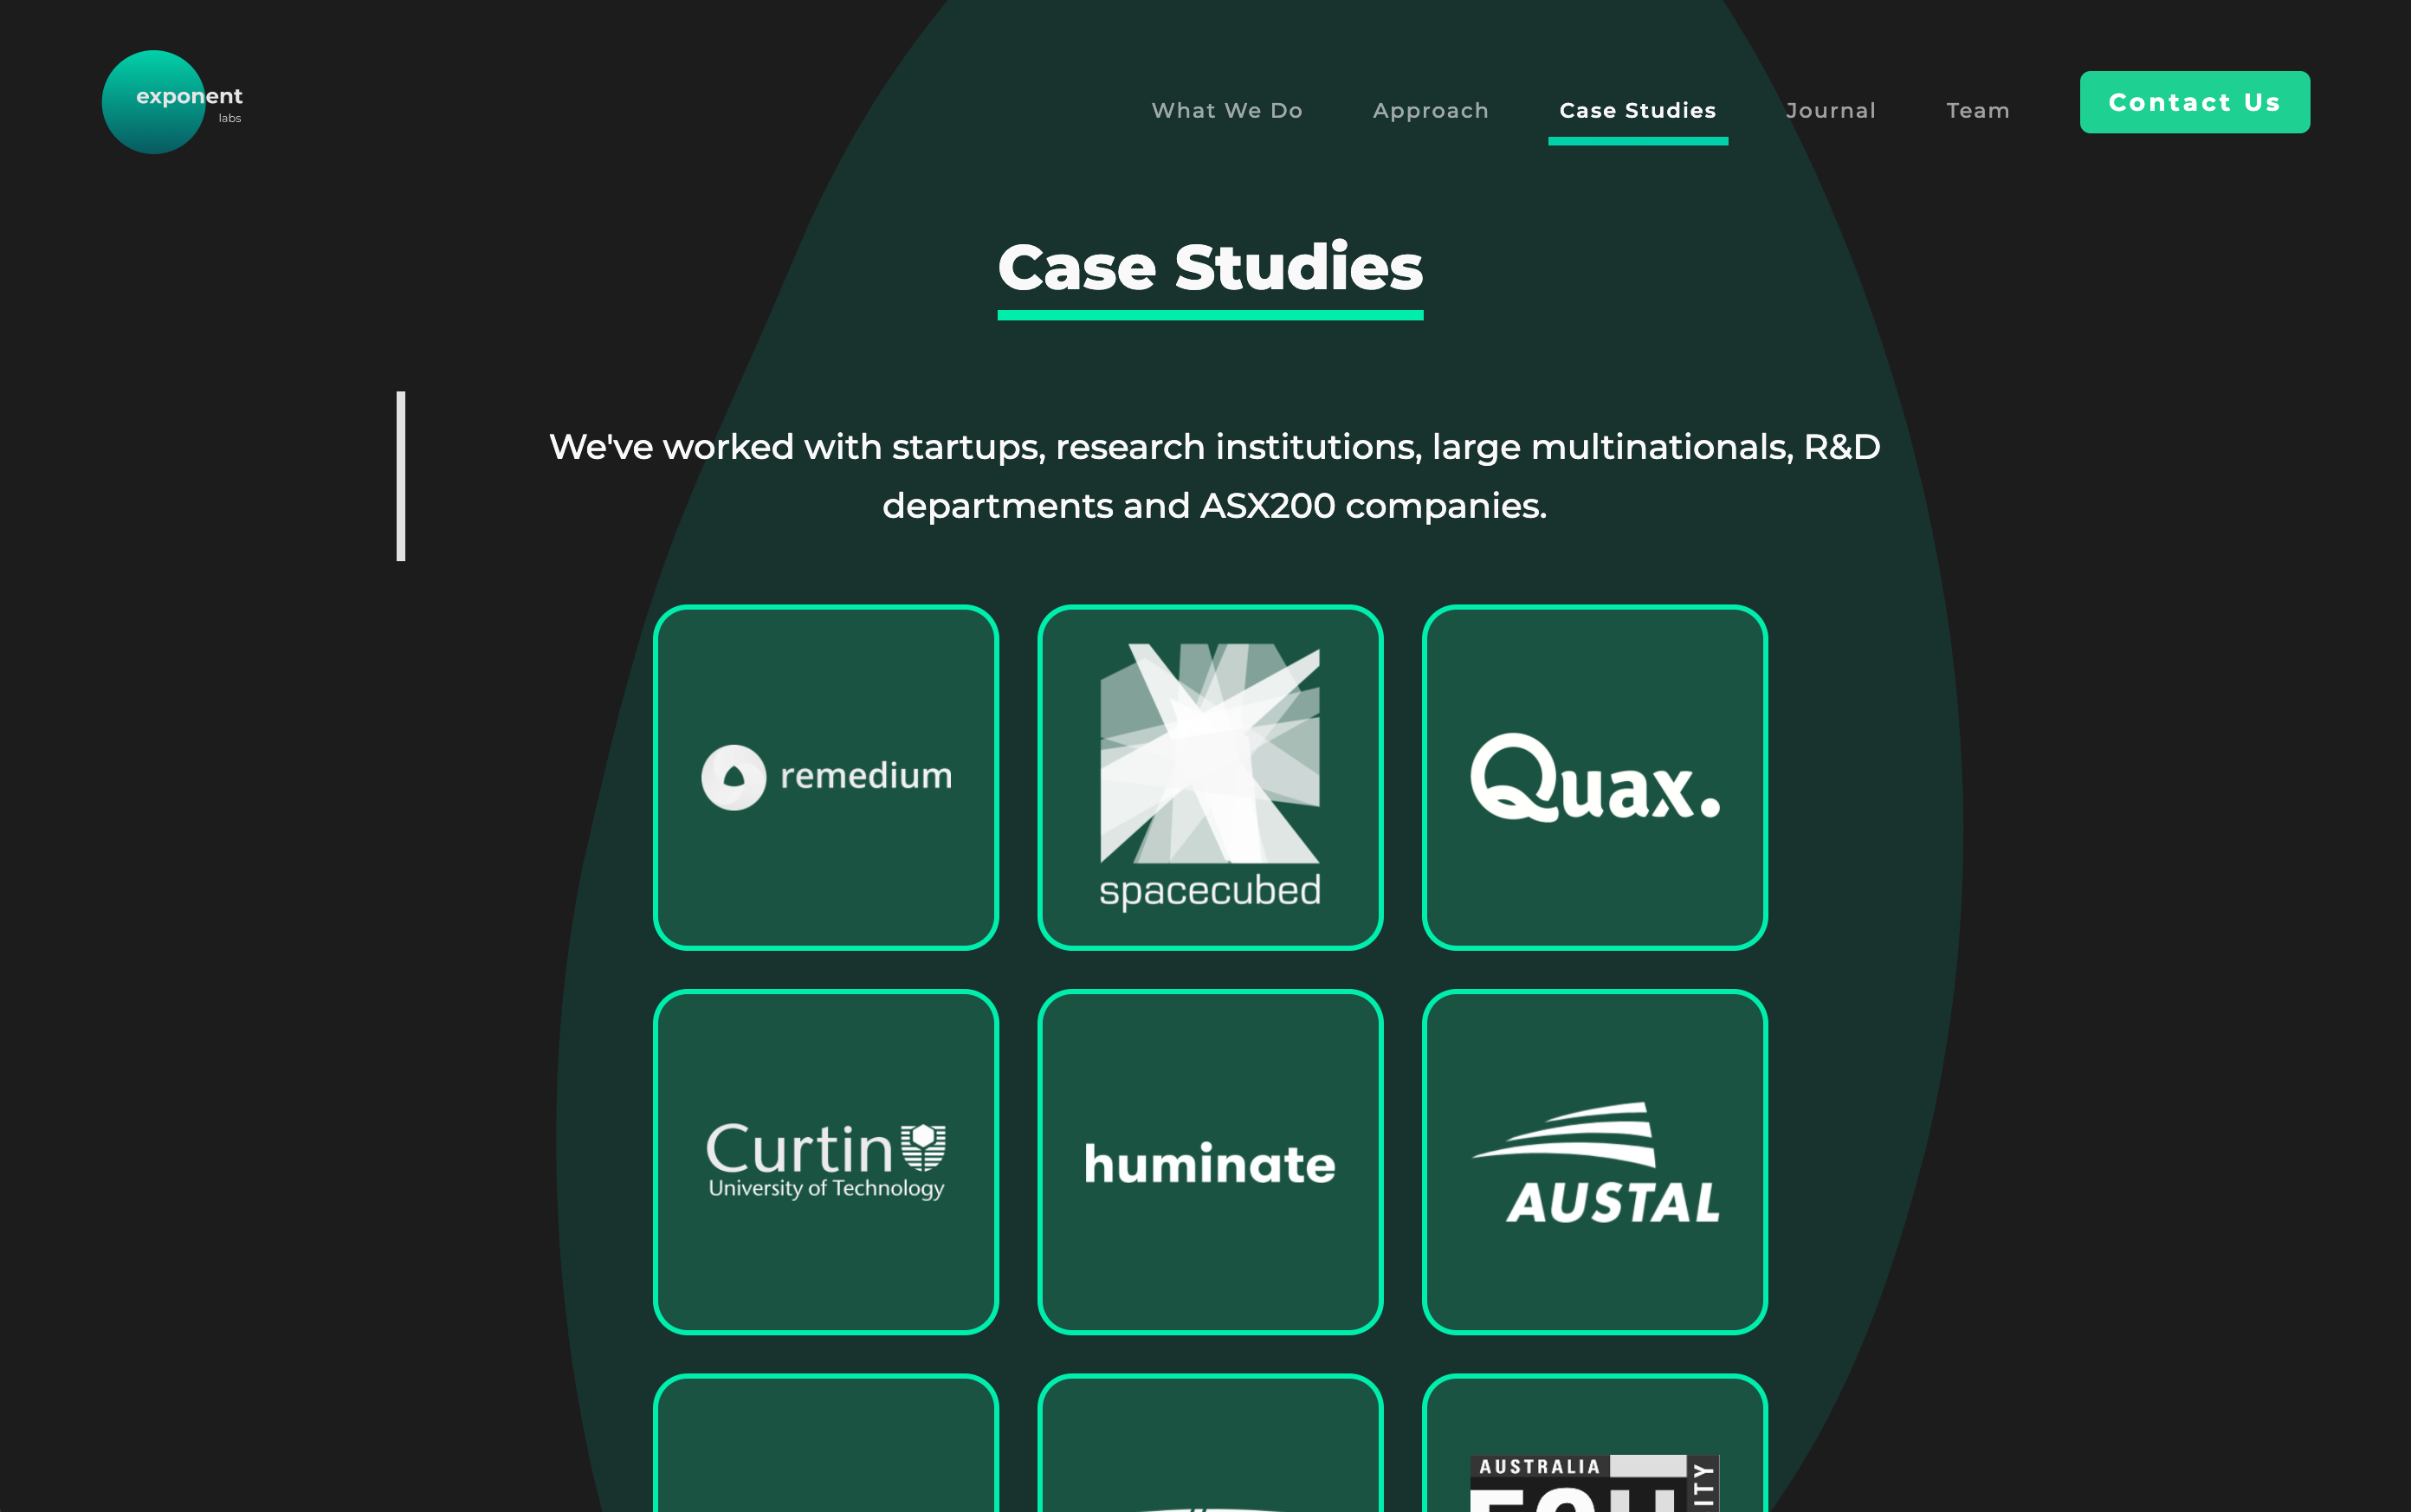 exponent
labs
What We Do
Approach
Case Studies
Journal
Team
Contact Us
Case Studies
We've worked with startups, research institutions, large multinationals, R&D
departments and ASX200 companies.
remedium
spacecubed
Quax.
Curtin
University of Technology
huminate
AUSTAL
AUSTRALIA